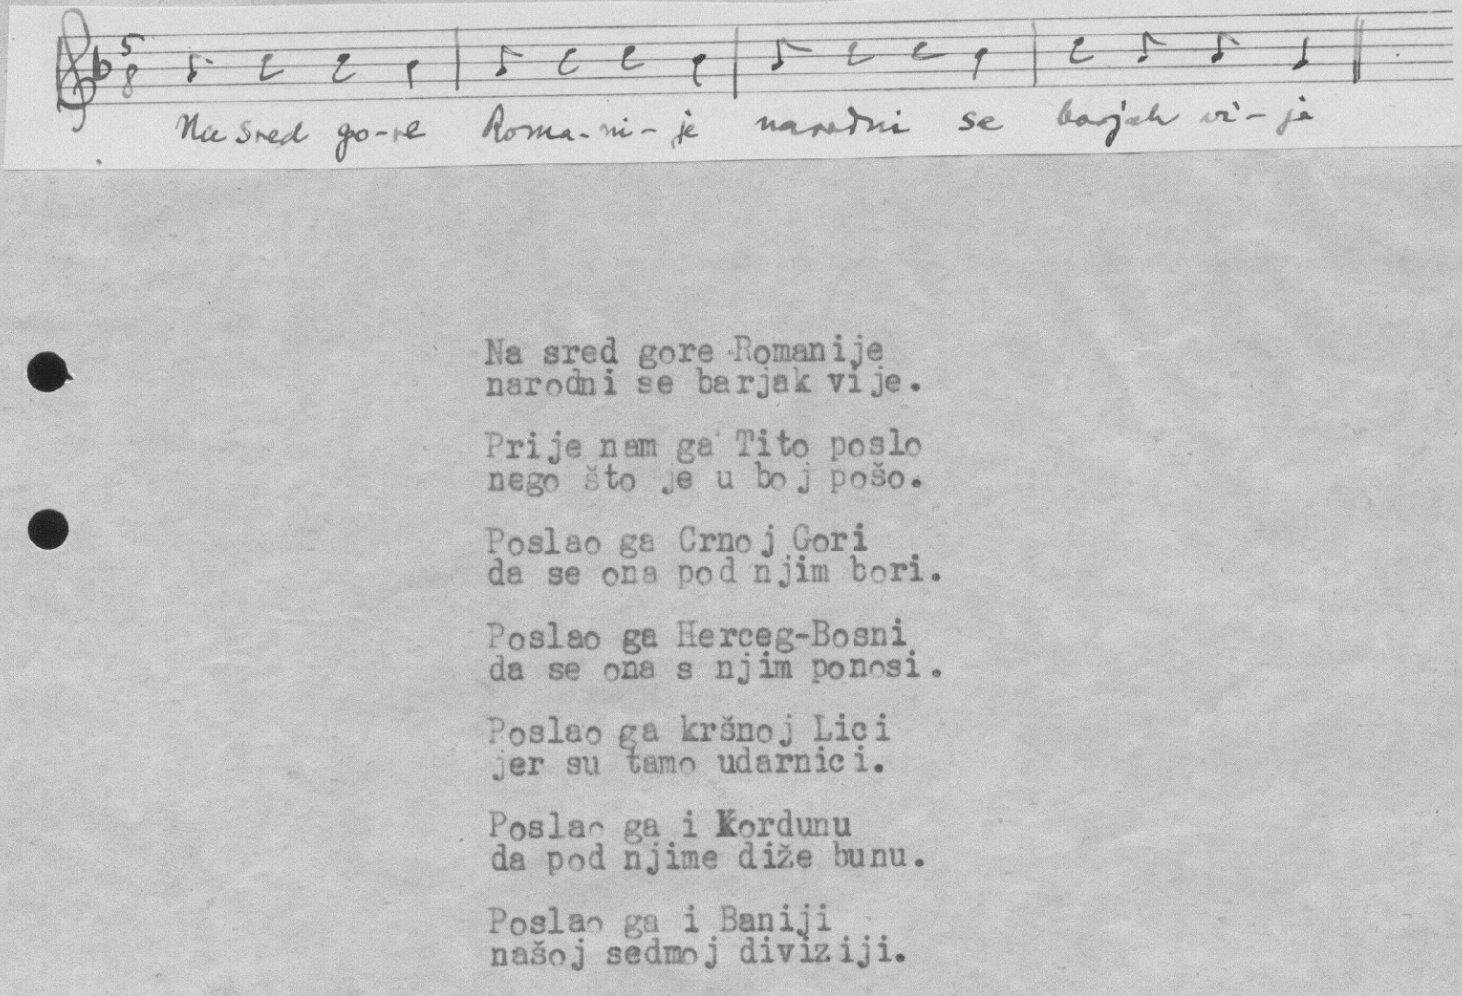 5
8
Na sred go-re Roma-ni-je narodni se barjak vi-je
Na sred gore Romanije
narodni se barjak vije.
Prije nam ga Tito poslo
nego što je u boj pošo.
Poslao ga Crnoj Gori
da se ona pod njim bori.
Poslao ga Herceg-Bosni
da se ona s njim ponosi.
Poslao ga kršnoj Lici
jer su tamo udarnici.
Poslao ga i Kordunu
da pod njime diže bunu.
Poslao ga i Baniji
našoj sedmoj diviziji.